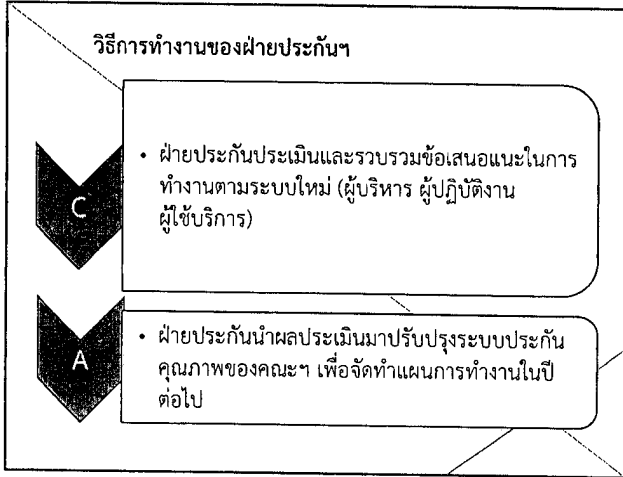 วิธีการทำงานของฝ่ายประกันฯ
C
• ฝ่ายประกันประเมินและรวบรวมข้อเสนอแนะในการ
ทำงานตามระบบใหม่ (ผู้บริหาร ผู้ปฏิบัติงาน
ผู้ใช้บริการ)
A
• ฝ่ายประกันนำผลประเมินมาปรับปรุงระบบประกัน
คุณภาพของคณะฯ เพื่อจัดทำแผนการทำงานในปี
ต่อไป